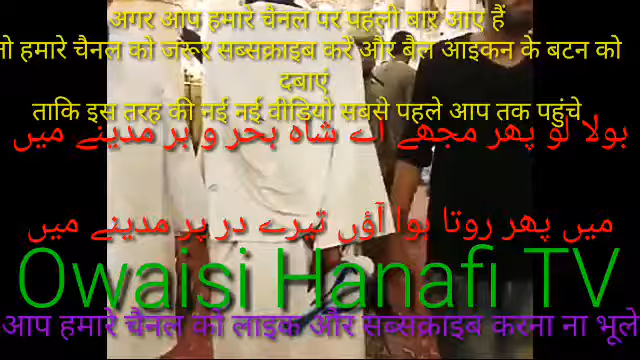 अगर आप हमारे चैनल पर पहली बार आए हैं
तो हमारे चैनल को जरूर सब्सक्राइब करें और बैल आइकन के बटन को
दबाएं
ताकि इस तरह की नई नई वीडियो सबसे पहले आप तक पहुंचे
بولا لو پھر مجھے اے شاہ بحر و بر مدینے میں
میں پھر روتا ہوا آؤں تیرے در پر مدینے میں
Owaisi Hanafi TV
आप हमारे चैनल को लाइक और सब्सक्राइब करना ना भूले